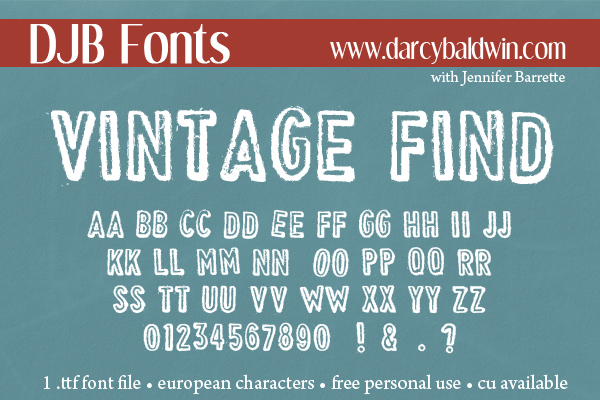 DJB Fonts www.darcybaldwin.com
with Jennifer Barrette
VINTAGE FIND
AA BB CC DD EE FF GG HH II JJ
KK LL MM NN OO PP QQ RR
SS TT UU VV WW XX YY ZZ
01234567890 ! & . ?
1 .ttf font file • european characters • free personal use • cu available